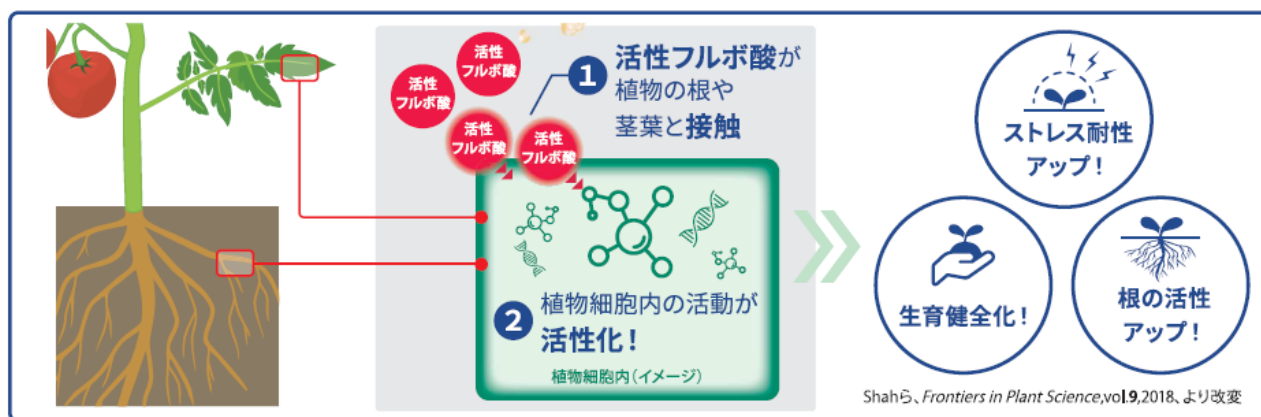 活性
フルボ酸
活性
フルボ酸
活性
フルボ酸
活性
フルボ酸
1 活性フルボ酸が
植物の根や
茎葉と接触
2 植物細胞内の活動が
活性化！
植物細胞内（イメージ）
ストレス耐性
アップ！
生育健全化！
根の活性
アップ！
Shahら、Frontiers in Plant Science,vol.9,2018、より改変